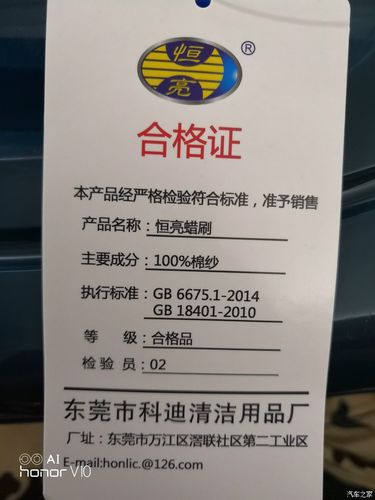 恒
亮
®
合格证
本产品经严格检验符合标准，准予销售
产品名称：恒亮蜡刷
主要成分：100%棉纱
执行标准：GB 6675.1-2014
GB 18401-2010
等 级：合格品
检 验 员：02
东莞市科迪清洁用品厂
厂址：东莞市万江区滘联社区第二工业区
E-mail:honlic.@126.com
AI
honor V10
汽车之家